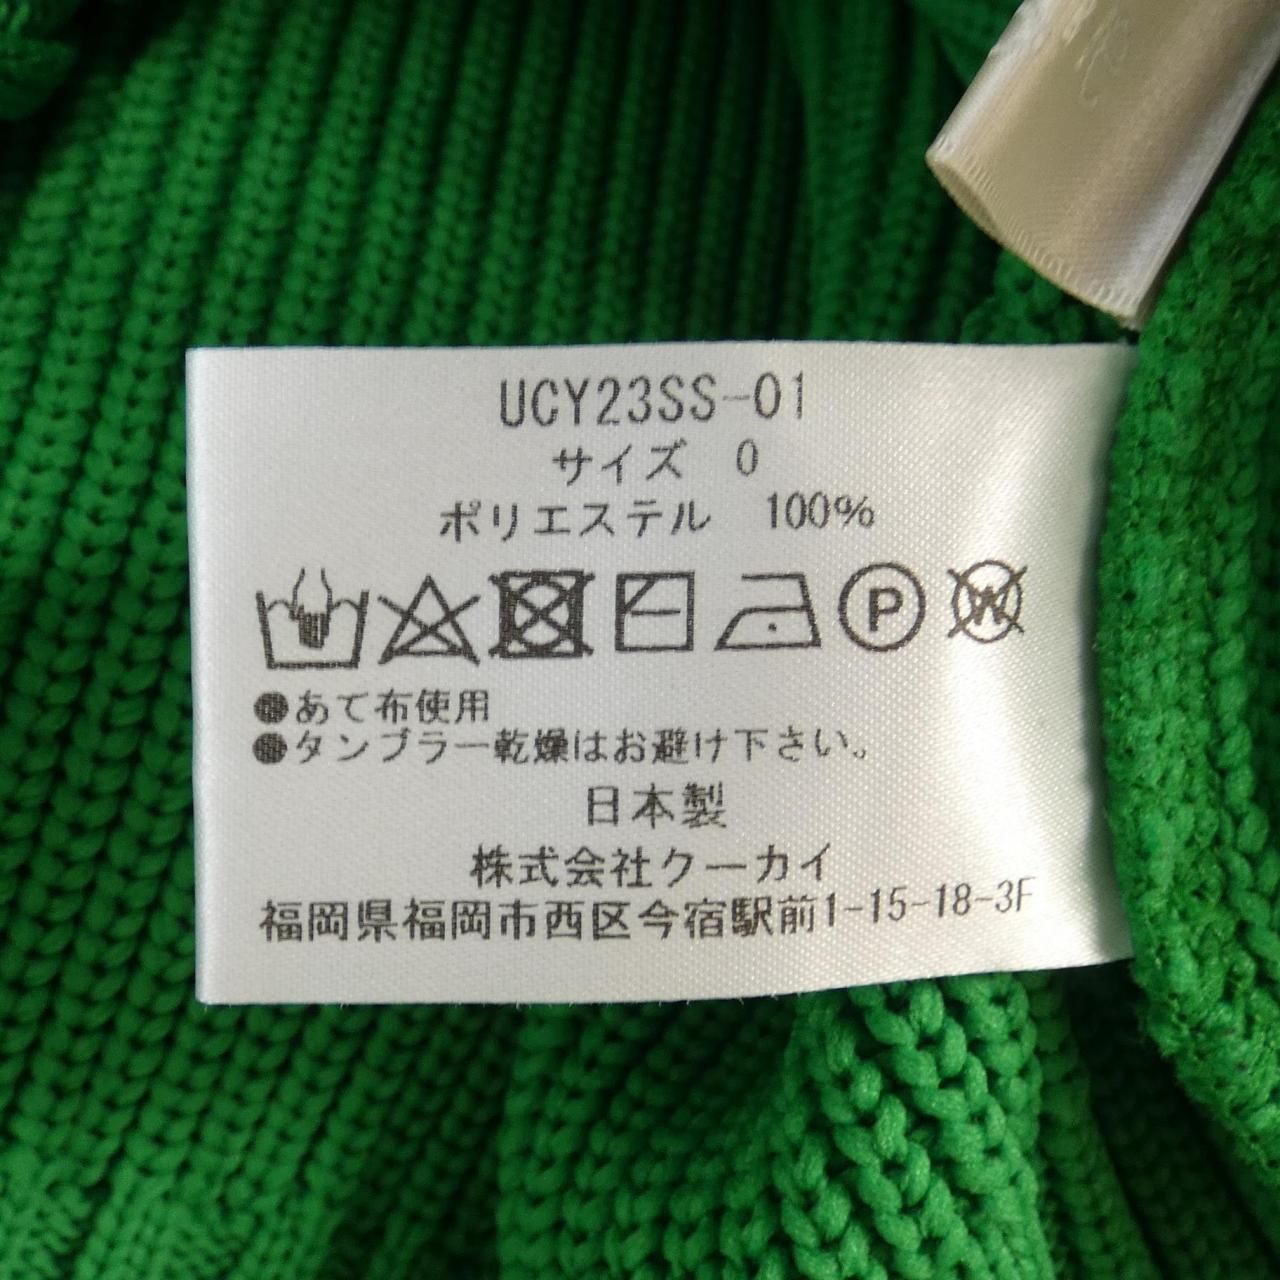 UCY23SS-01
サイズ 0
ポリエステル 100%
P W
●あて布使用
●タンブラー乾燥はお避け下さい。
日本製
株式会社クーカイ
福岡県福岡市西区今宿駅前1-15-18-3F